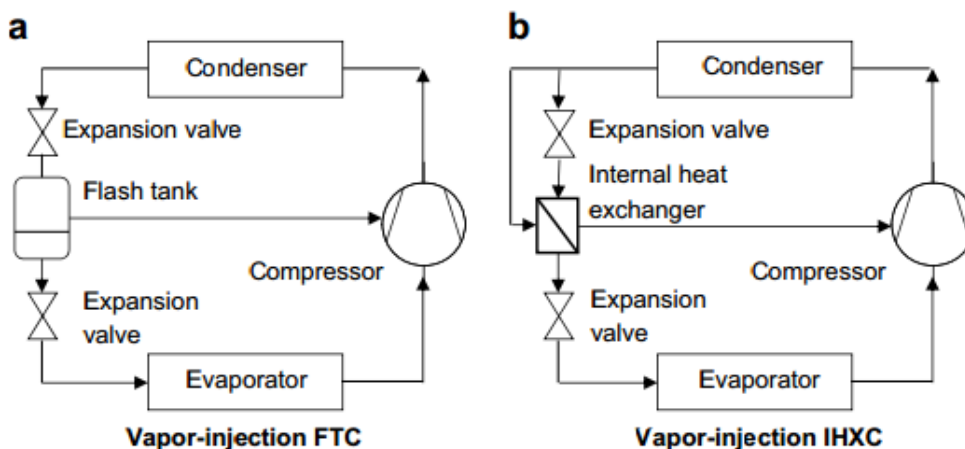 a
Condenser
Expansion valve
Flash tank
Compressor
Expansion
valve
Evaporator
Vapor-injection FTC
b
Condenser
Expansion valve
Internal heat
exchanger
Compressor
Expansion
valve
Evaporator
Vapor-injection IHXC